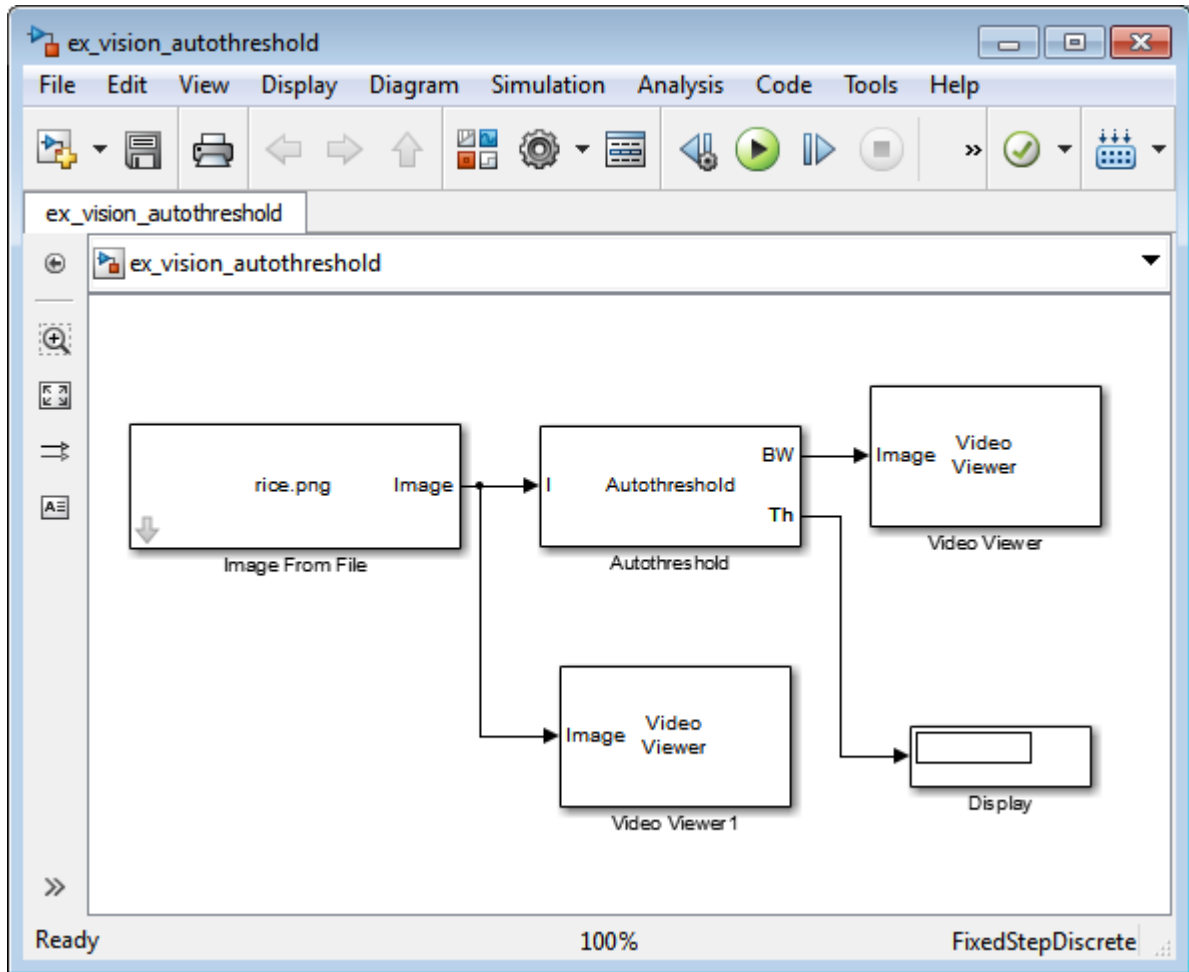 ex_vision_autothreshold
File Edit View Display Diagram Simulation Analysis Code Tools Help
ex_vision_autothreshold
ex_vision_autothreshold
rice.png Image
Image From File
I Autothreshold BW
Th
Autothreshold
Image Video
Viewer
Video Viewer
Image Video
Viewer
Video Viewer1
Display
Ready 100% FixedStepDiscrete